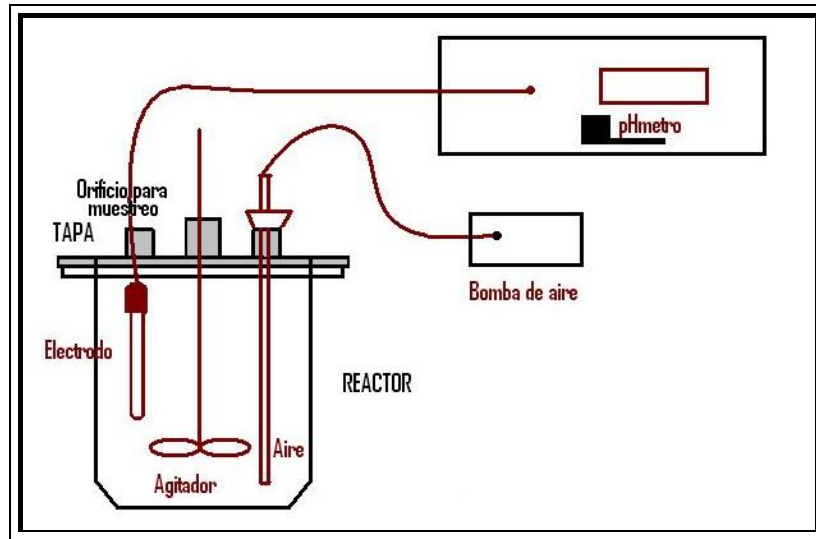 pHmetro
Orificio para
muestreo
TAPA
Bomba de aire
Electrodo
REACTOR
Aire
Agitador